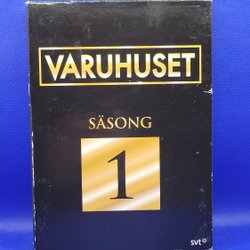 VARUHUSET
SÄSONG
1
svt